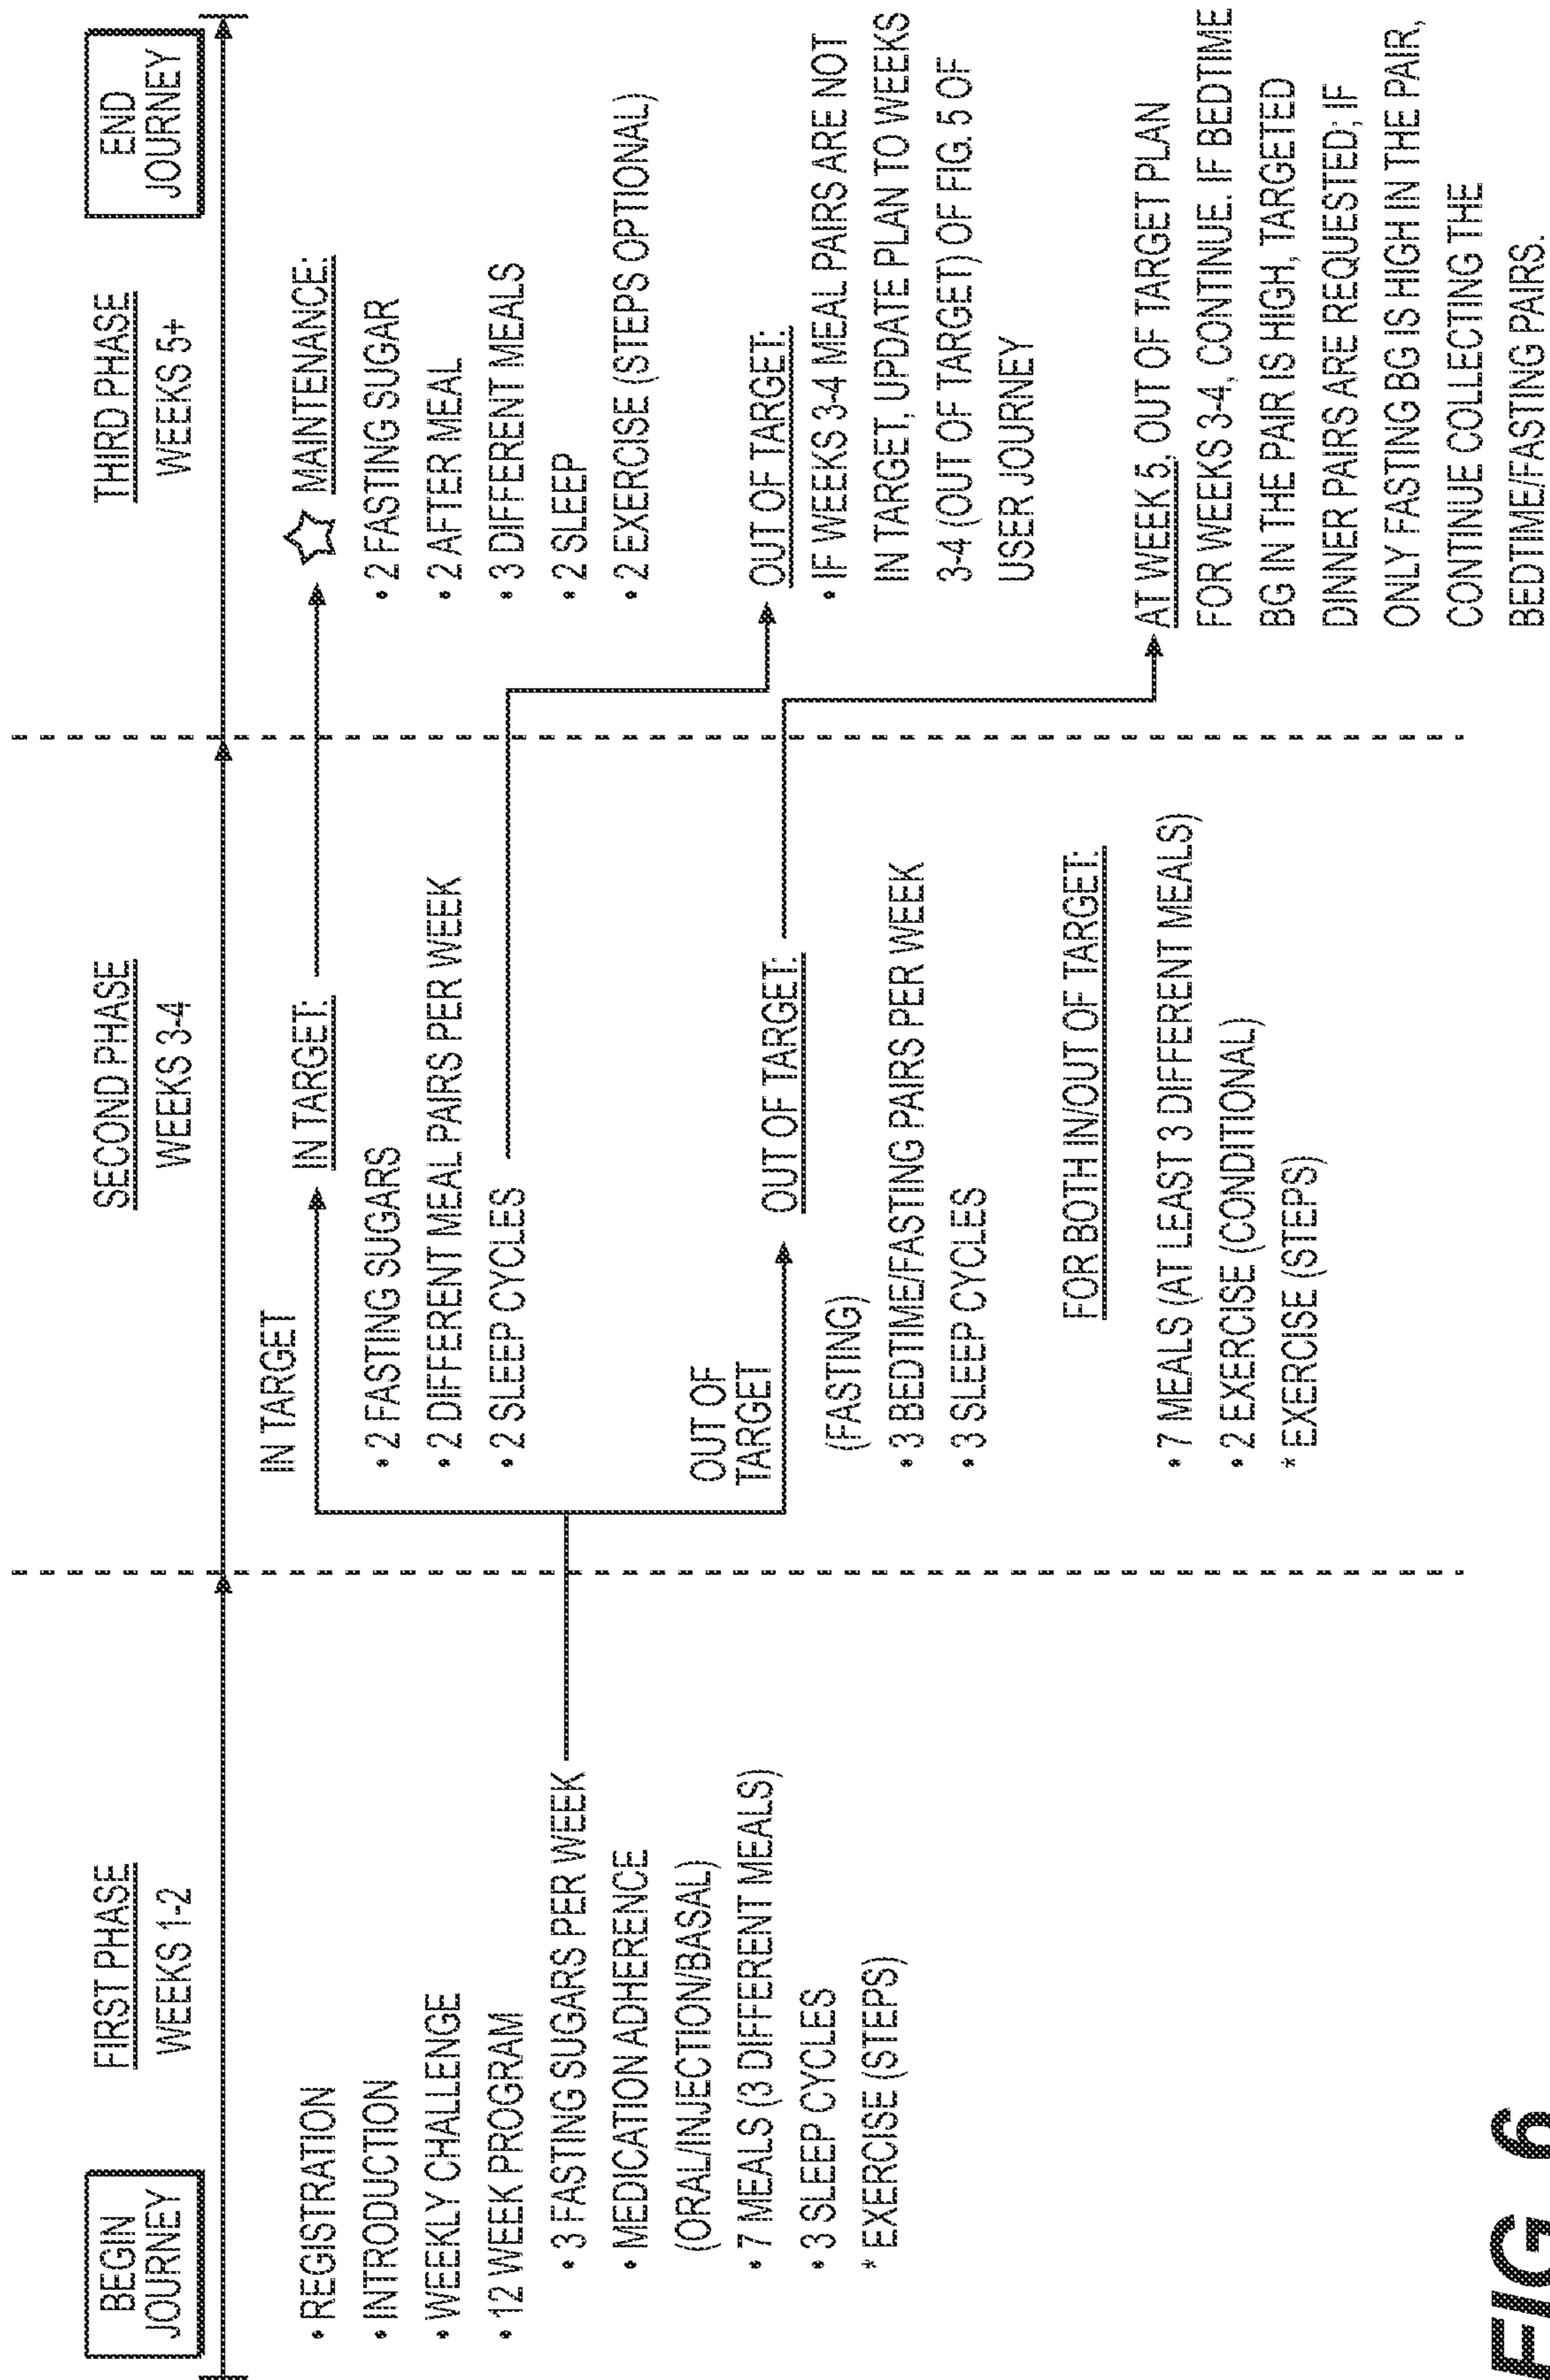 BEGIN
JOURNEY
FIRST PHASE
WEEKS 1-2
• REGISTRATION
• INTRODUCTION
• WEEKLY CHALLENGE
• 12 WEEK PROGRAM
• 3 FASTING SUGARS PER WEEK
• MEDICATION ADHERENCE
(ORAL/INJECTION/BASAL)
• 7 MEALS (3 DIFFERENT MEALS)
• 3 SLEEP CYCLES
* EXERCISE (STEPS)
SECOND PHASE
WEEKS 3-4
IN TARGET
IN TARGET:
• 2 FASTING SUGARS
• 2 DIFFERENT MEAL PAIRS PER WEEK
• 2 SLEEP CYCLES
OUT OF
TARGET
OUT OF TARGET:
(FASTING)
• 3 BEDTIME/FASTING PAIRS PER WEEK
• 3 SLEEP CYCLES
FOR BOTH IN/OUT OF TARGET:
• 7 MEALS (AT LEAST 3 DIFFERENT MEALS)
• 2 EXERCISE (CONDITIONAL)
* EXERCISE (STEPS)
THIRD PHASE
WEEKS 5+
END
JOURNEY
MAINTENANCE:
• 2 FASTING SUGAR
• 2 AFTER MEAL
• 3 DIFFERENT MEALS
• 2 SLEEP
• 2 EXERCISE (STEPS OPTIONAL)
OUT OF TARGET:
• IF WEEKS 3-4 MEAL PAIRS ARE NOT
IN TARGET, UPDATE PLAN TO WEEKS
3-4 (OUT OF TARGET) OF FIG. 5 OF
USER JOURNEY
AT WEEK 5, OUT OF TARGET PLAN
FOR WEEKS 3-4, CONTINUE. IF BEDTIME
BG IN THE PAIR IS HIGH, TARGETED
DINNER PAIRS ARE REQUESTED; IF
ONLY FASTING BG IS HIGH IN THE PAIR,
CONTINUE COLLECTING THE
BEDTIME/FASTING PAIRS.
FIG 6